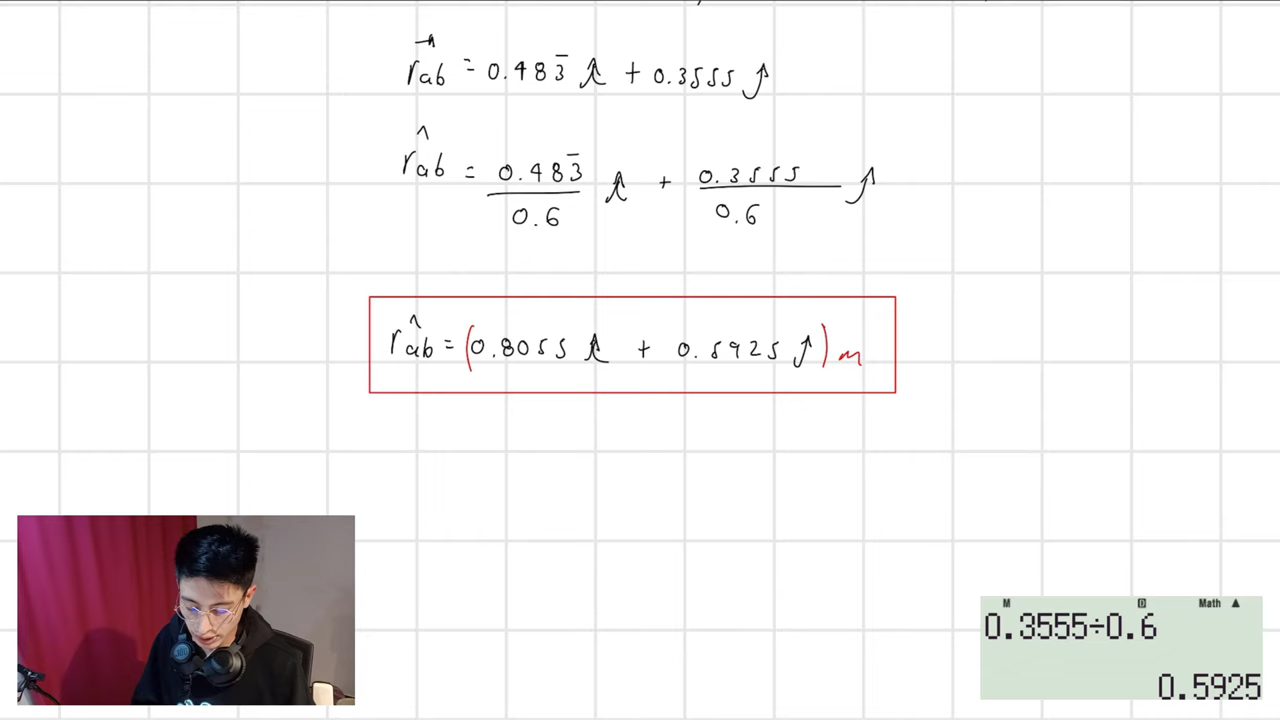 r⃗ab = 0.483̅ î + 0.3555 ĵ
r̂ab = 0.483̅/0.6 î + 0.3555/0.6 ĵ
r̂ab = (0.8055 î + 0.5925 ĵ) m
M D Math ▲
0.3555÷0.6
0.5925